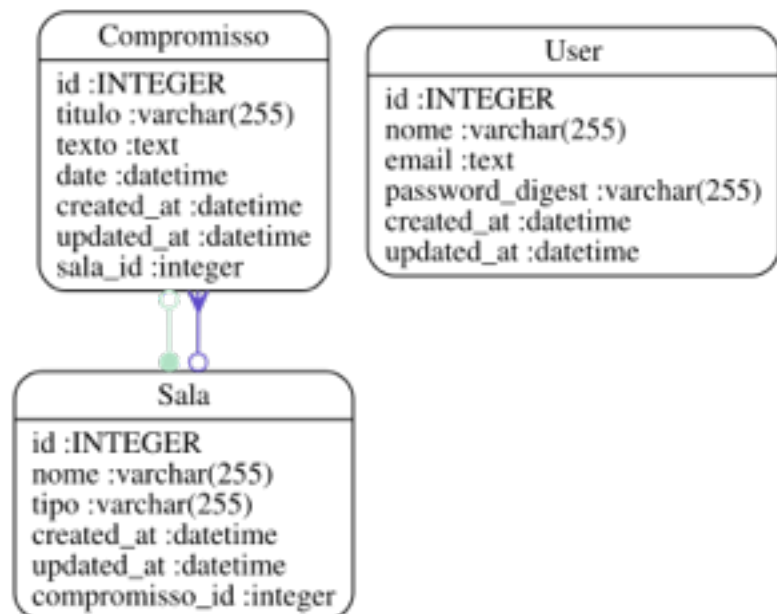 Compromisso
id :INTEGER
titulo :varchar(255)
texto :text
date :datetime
created_at :datetime
updated_at :datetime
sala_id :integer
User
id :INTEGER
nome :varchar(255)
email :text
password_digest :varchar(255)
created_at :datetime
updated_at :datetime
Sala
id :INTEGER
nome :varchar(255)
tipo :varchar(255)
created_at :datetime
updated_at :datetime
compromisso_id :integer